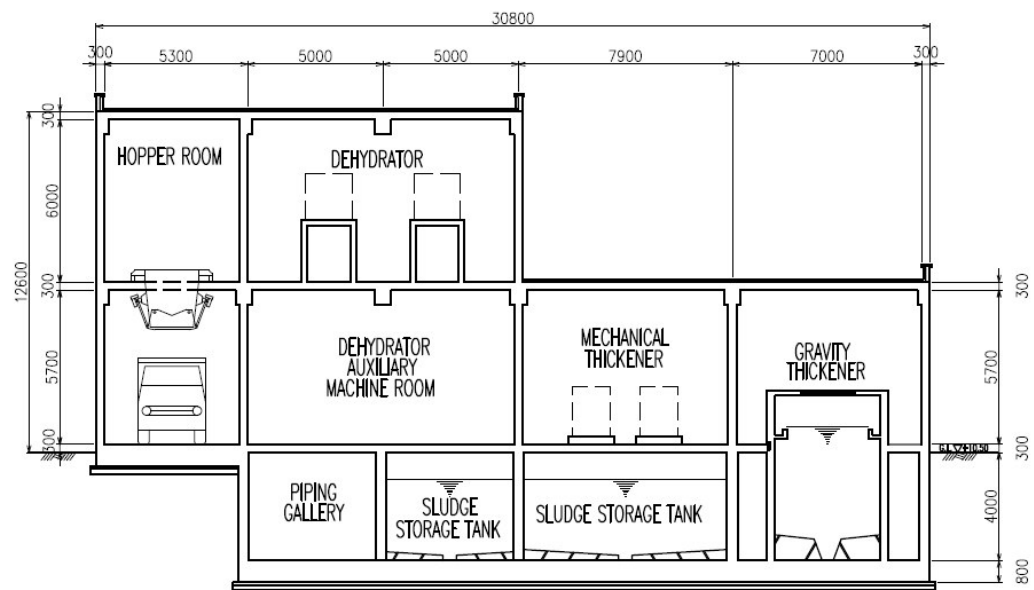 30800
300
5300
5000
5000
7900
7000
300
300
6000
300
5700
300
12600
HOPPER ROOM
DEHYDRATOR
DEHYDRATOR
AUXILIARY
MACHINE ROOM
MECHANICAL
THICKENER
GRAVITY
THICKENER
300
5700
300
4000
800
PIPING
GALLERY
SLUDGE
STORAGE TANK
SLUDGE STORAGE TANK